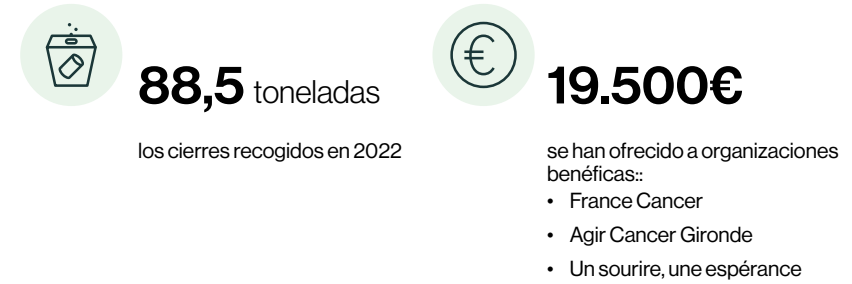 88,5 toneladas
los cierres recogidos en 2022
19.500€
se han ofrecido a organizaciones
benéficas::
• France Cancer
• Agir Cancer Gironde
• Un sourire, une espérance